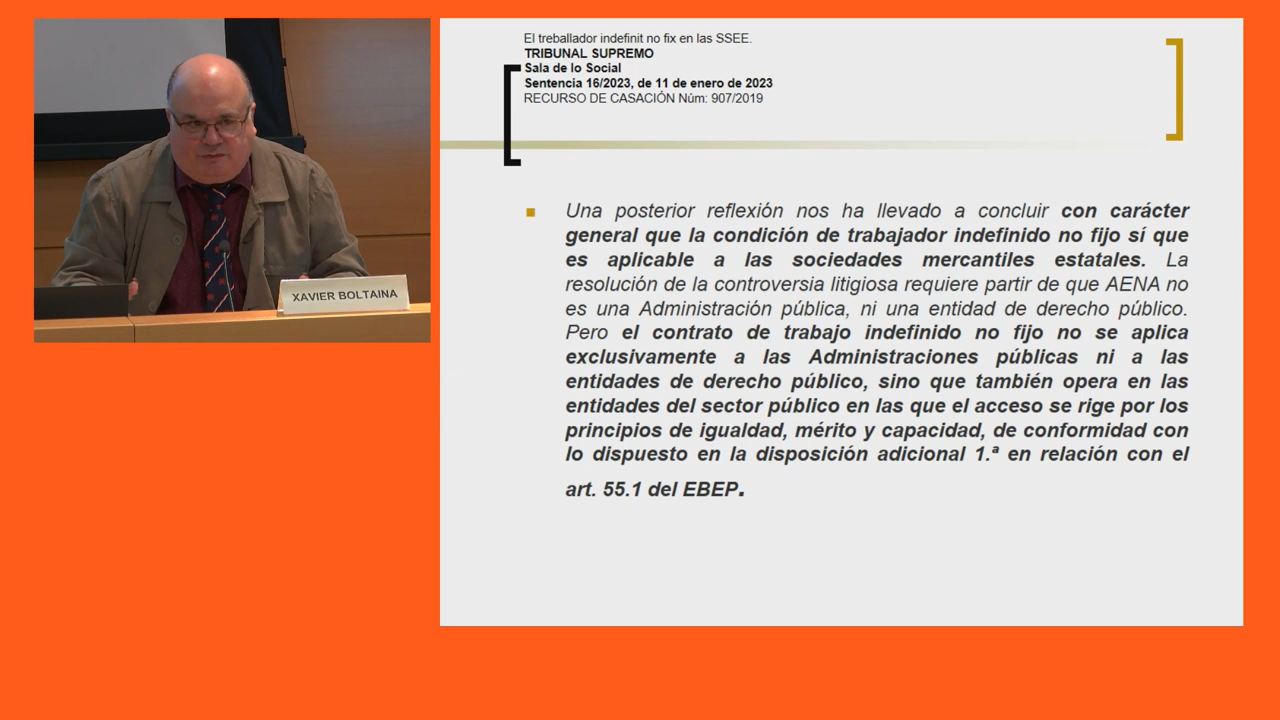 El treballador indefinit no fix en las SSEE.
TRIBUNAL SUPREMO
Sala de lo Social
Sentencia 16/2023, de 11 de enero de 2023
RECURSO DE CASACIÓN Núm: 907/2019
Una posterior reflexión nos ha llevado a concluir con carácter
general que la condición de trabajador indefinido no fijo sí que
es aplicable a las sociedades mercantiles estatales. La
resolución de la controversia litigiosa requiere partir de que AENA no
es una Administración pública, ni una entidad de derecho público.
Pero el contrato de trabajo indefinido no fijo no se aplica
exclusivamente a las Administraciones públicas ni a las
entidades de derecho público, sino que también opera en las
entidades del sector público en las que el acceso se rige por los
principios de igualdad, mérito y capacidad, de conformidad con
lo dispuesto en la disposición adicional 1.ª en relación con el
art. 55.1 del EBEP.
XAVIER BOLTAINA